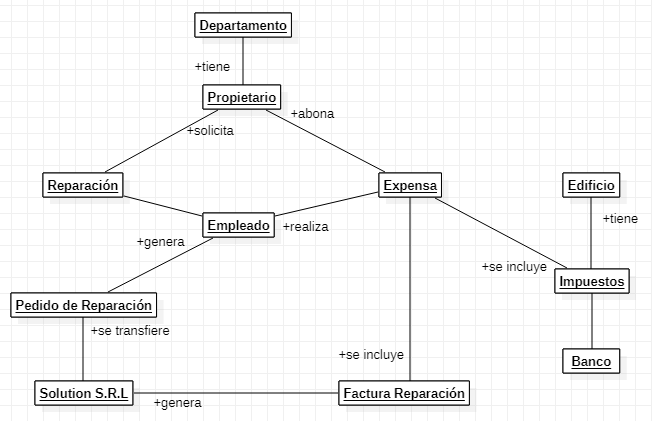 Departamento
+tiene
Propietario
+abona
+solicita
Reparación
Expensa
Edificio
Empleado
+realiza
+tiene
+genera
+se incluye
Impuestos
Pedido de Reparación
+se transfiere
+se incluye
Banco
Solution S.R.L
Factura Reparación
+genera